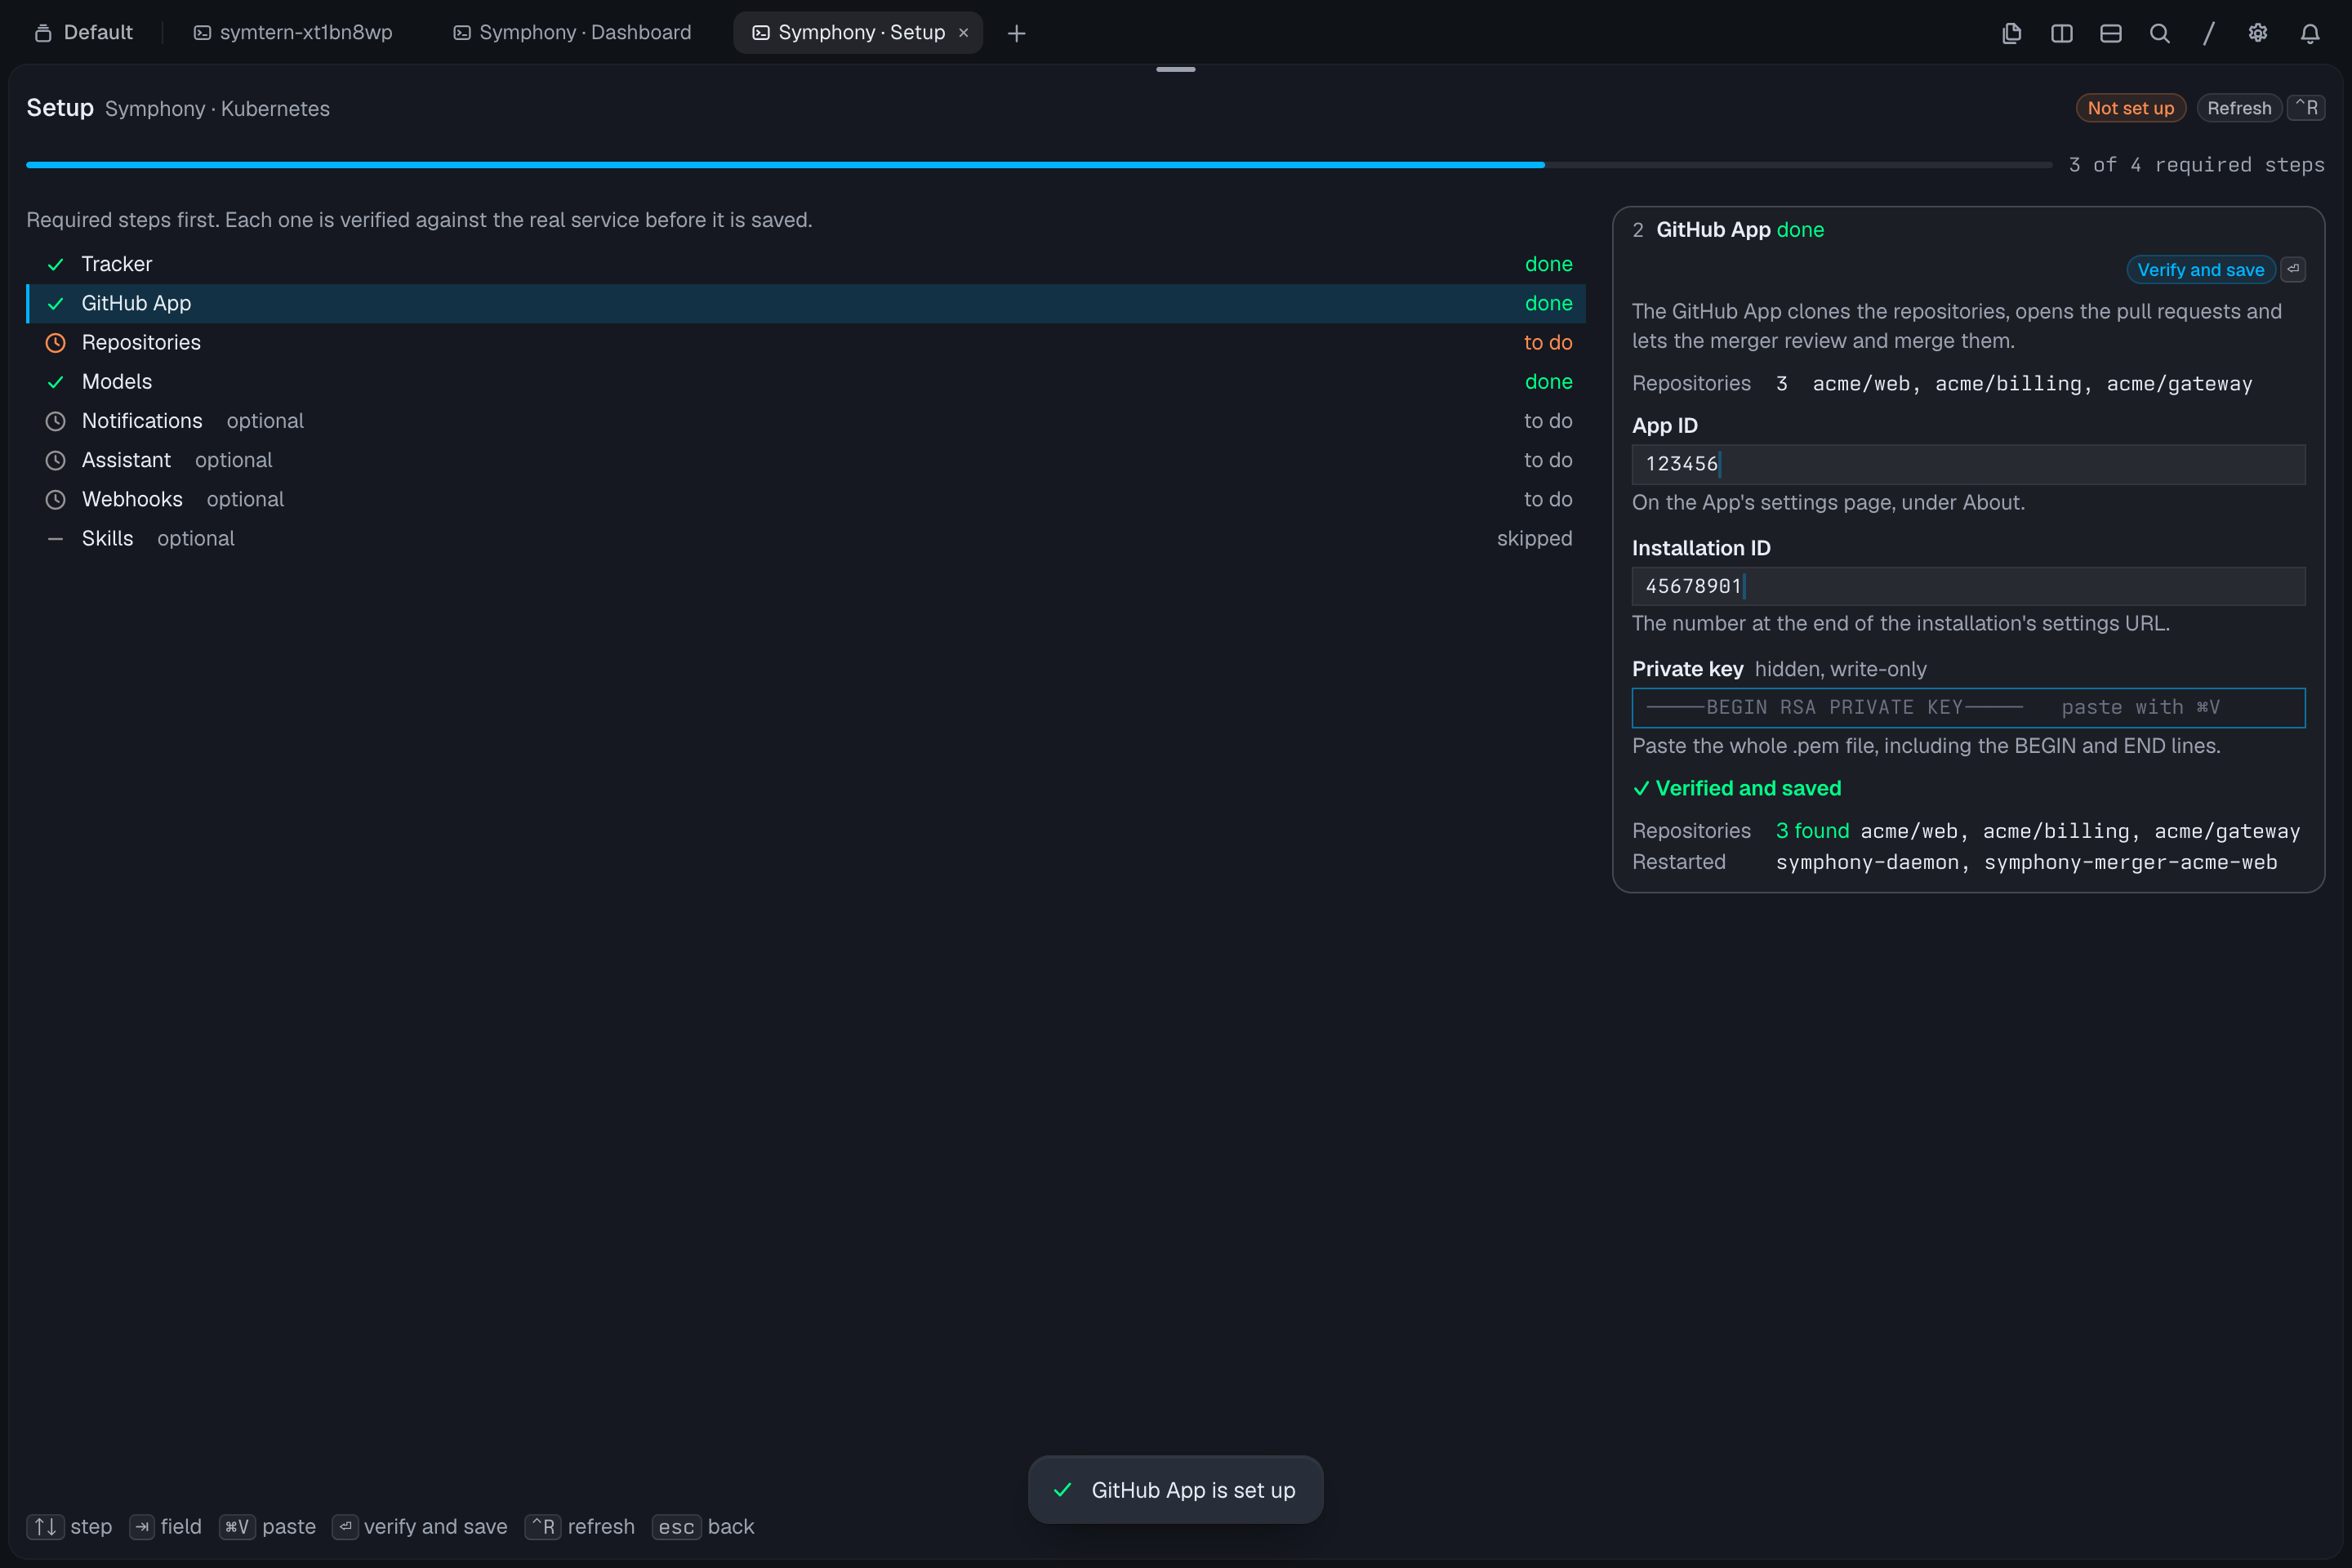 Default
symtern-xt1bn8wp
Symphony · Dashboard
Symphony · Setup ×
Setup Symphony · Kubernetes
Not set up Refresh ^R
3 of 4 required steps
Required steps first. Each one is verified against the real service before it is saved.
Tracker done
GitHub App done
Repositories to do
Models done
Notifications optional to do
Assistant optional to do
Webhooks optional to do
Skills optional skipped
2 GitHub App done
Verify and save ⏎
The GitHub App clones the repositories, opens the pull requests and
lets the merger review and merge them.
Repositories 3 acme/web, acme/billing, acme/gateway
App ID
123456
On the App's settings page, under About.
Installation ID
45678901
The number at the end of the installation's settings URL.
Private key hidden, write-only
-----BEGIN RSA PRIVATE KEY----- paste with ⌘V
Paste the whole .pem file, including the BEGIN and END lines.
✓ Verified and saved
Repositories 3 found acme/web, acme/billing, acme/gateway
Restarted symphony-daemon, symphony-merger-acme-web
GitHub App is set up
↑↓ step ⇥ field ⌘V paste ⏎ verify and save ^R refresh esc back